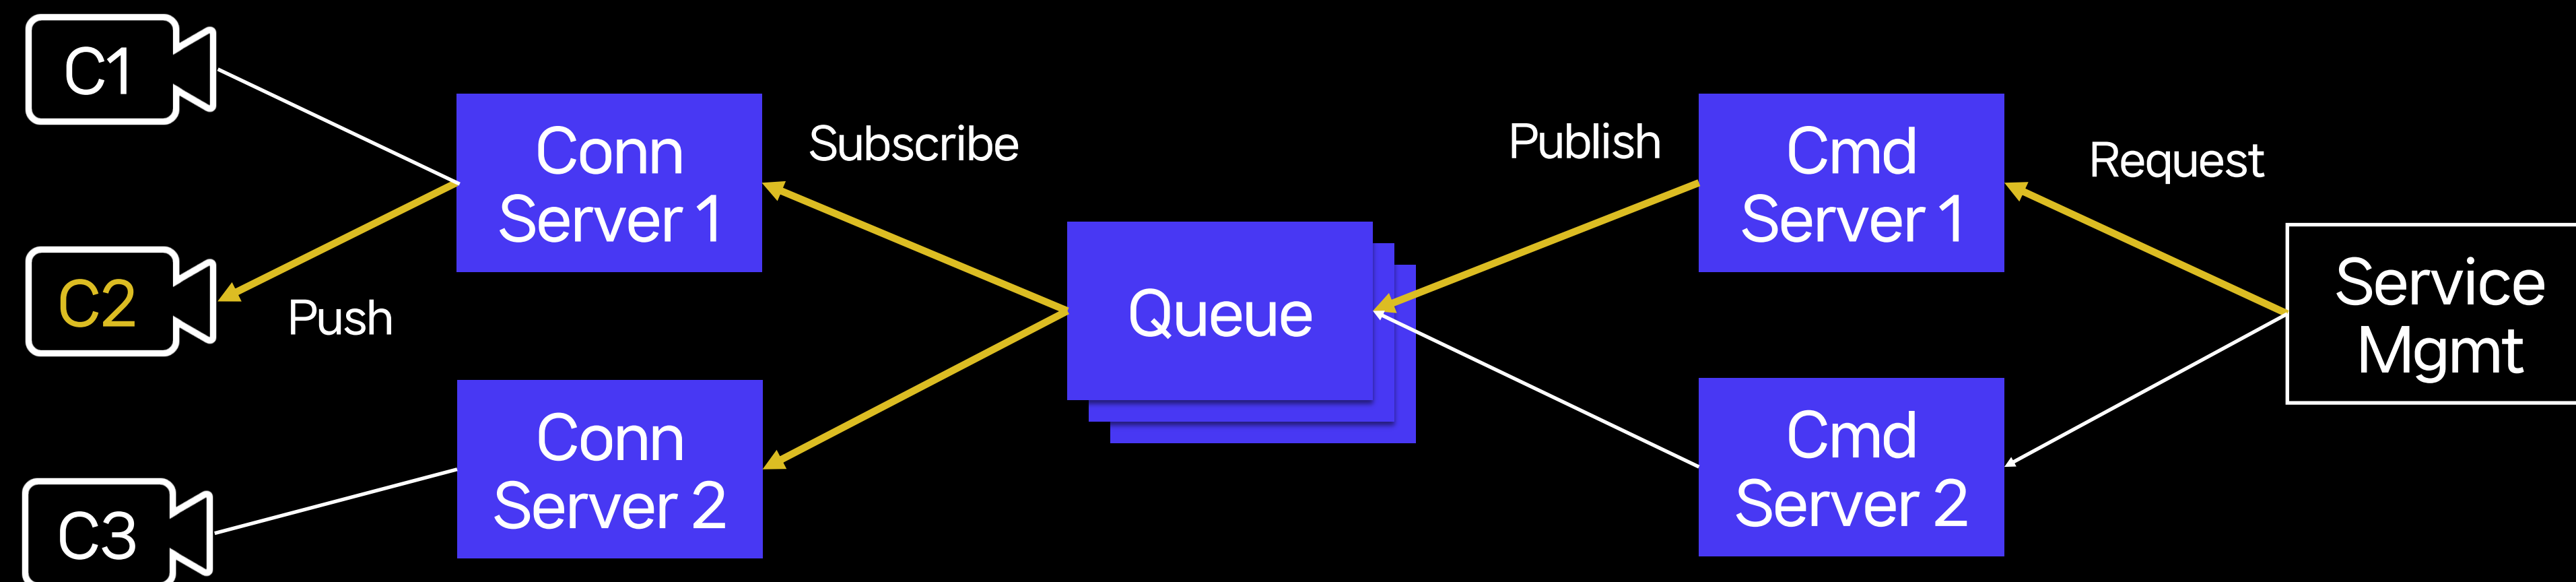 C1
Conn
Server 1
Subscribe
Publish
Cmd
Server 1
Request
C2
Push
Queue
Service
Mgmt
Conn
Server 2
Cmd
Server 2
C3